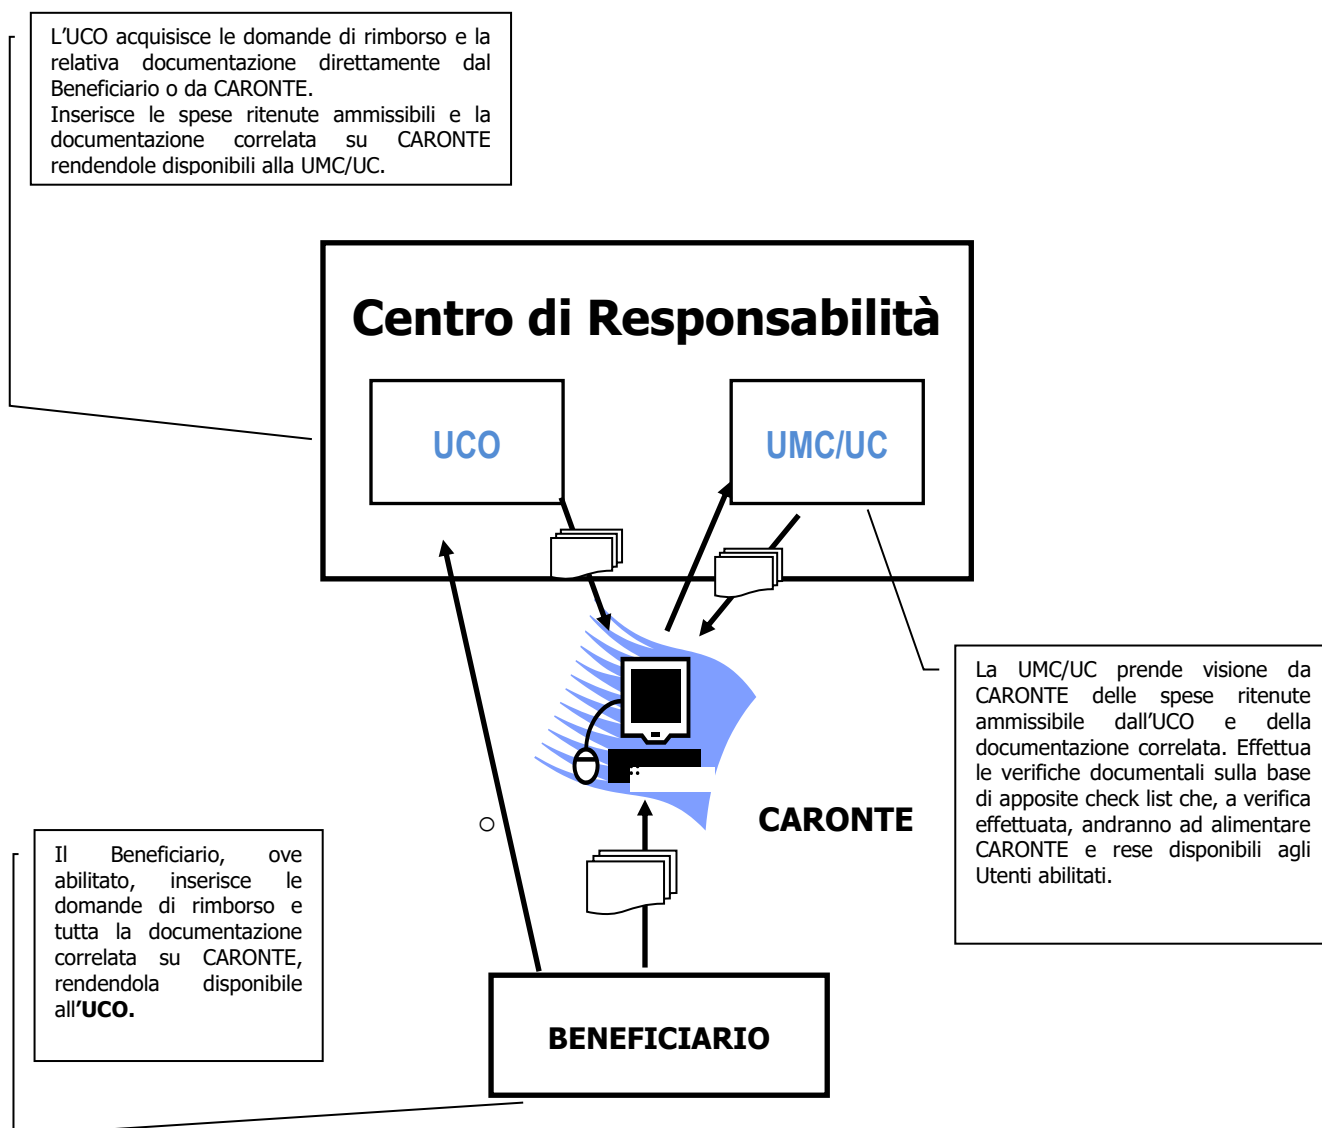 L'UCO acquisisce le domande di rimborso e la
relativa documentazione direttamente dal
Beneficiario o da CARONTE.
Inserisce le spese ritenute ammissibili e la
documentazione correlata su CARONTE
rendendole disponibili alla UMC/UC.
Centro di Responsabilità
UCO
UMC/UC
La UMC/UC prende visione da
CARONTE delle spese ritenute
ammissibile dall'UCO e della
documentazione correlata. Effettua
le verifiche documentali sulla base
di apposite check list che, a verifica
effettuata, andranno ad alimentare
CARONTE e rese disponibili agli
Utenti abilitati.
CARONTE
Il Beneficiario, ove
abilitato, inserisce le
domande di rimborso e
tutta la documentazione
correlata su CARONTE,
rendendola disponibile
all'UCO.
BENEFICIARIO